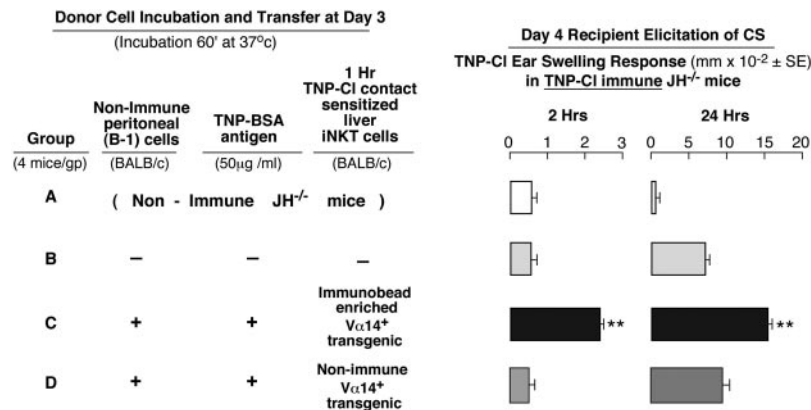 Donor Cell Incubation and Transfer at Day 3
(Incubation 60' at 37ºc)
Group
(4 mice/gp)
Non-Immune
peritoneal
(B-1) cells
(BALB/c)
TNP-BSA
antigen
(50µg /ml)
1 Hr
TNP-Cl contact
sensitized
liver
iNKT cells
(BALB/c)
Day 4 Recipient Elicitation of CS
TNP-Cl Ear Swelling Response (mm x 10-2 ± SE)
in TNP-Cl immune JH-/- mice
2 Hrs
24 Hrs
0 1 2 3
0 5 10 15 20
A
( Non - Immune JH-/- mice )
B
– – –
C
+ +
Immunobead
enriched
Vα14+
transgenic
**
**
D
+ +
Non-immune
Vα14+
transgenic